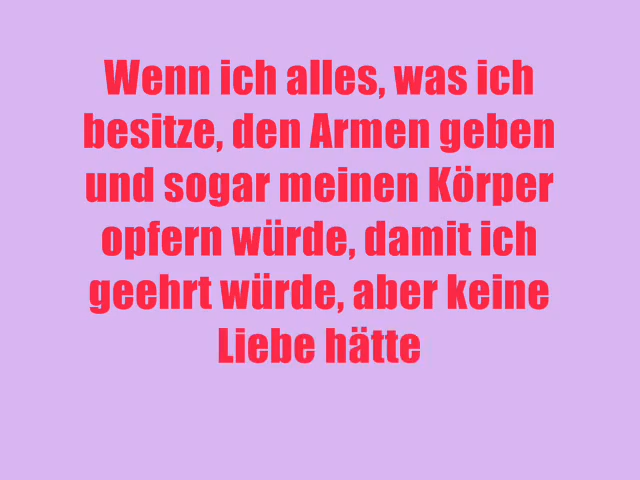 Wenn ich alles, was ich
besitze, den Armen geben
und sogar meinen Körper
opfern würde, damit ich
geehrt würde, aber keine
Liebe hätte